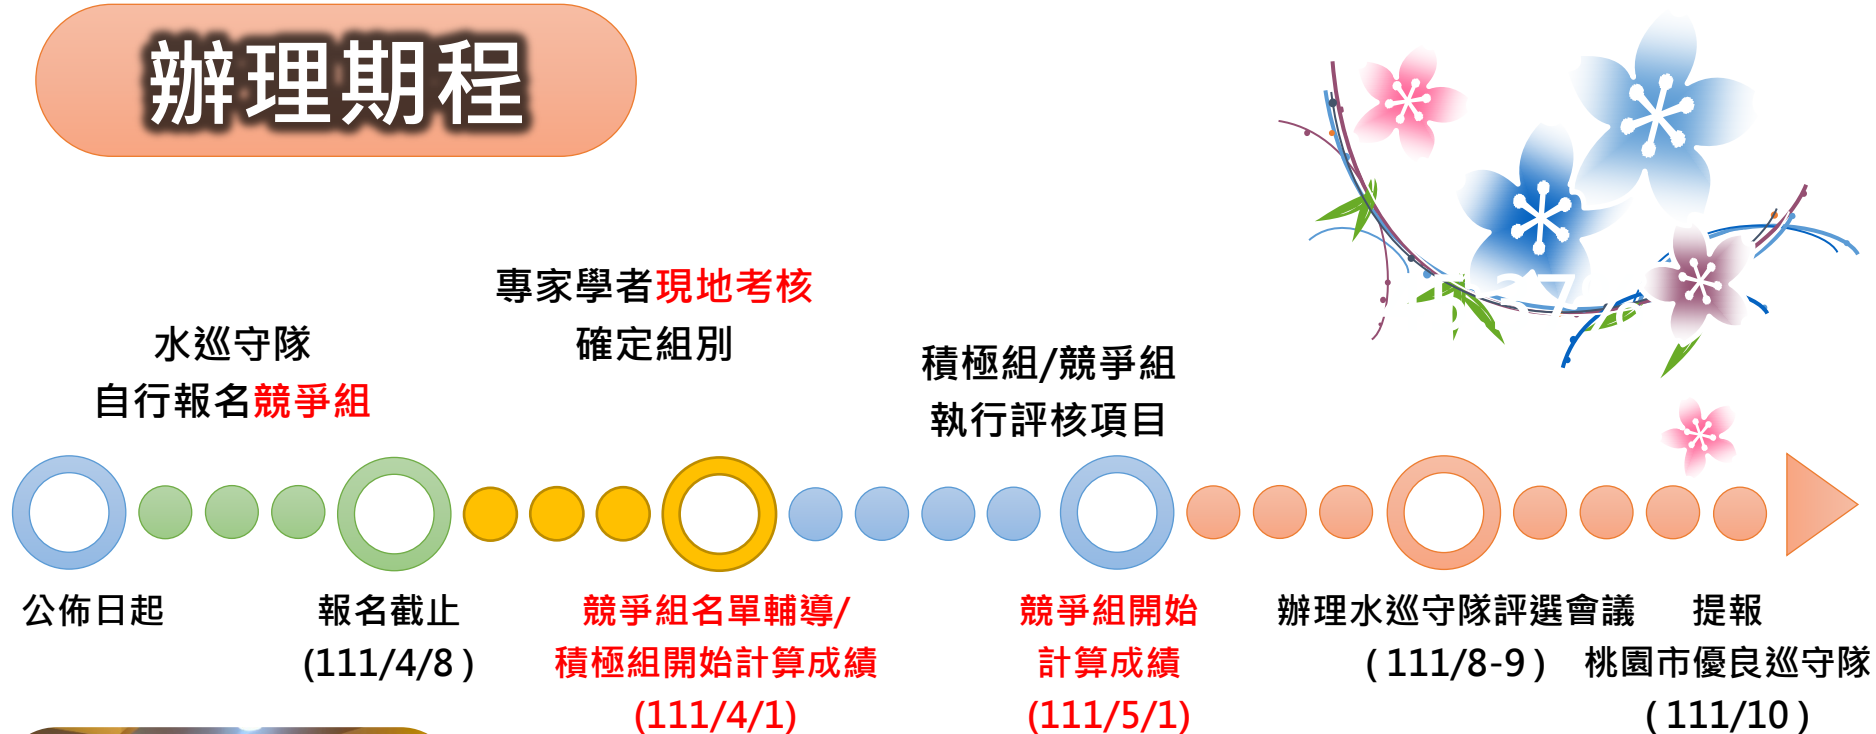 辦理期程
水巡守隊
自行報名競爭組
專家學者現地考核
確定組別
積極組/競爭組
執行評核項目
公佈日起
報名截止
(111/4/8 )
競爭組名單輔導/
積極組開始計算成績
(111/4/1)
競爭組開始
計算成績
(111/5/1)
辦理水巡守隊評選會議
( 111/8-9 )
提報
桃園市優良巡守隊
( 111/10 )